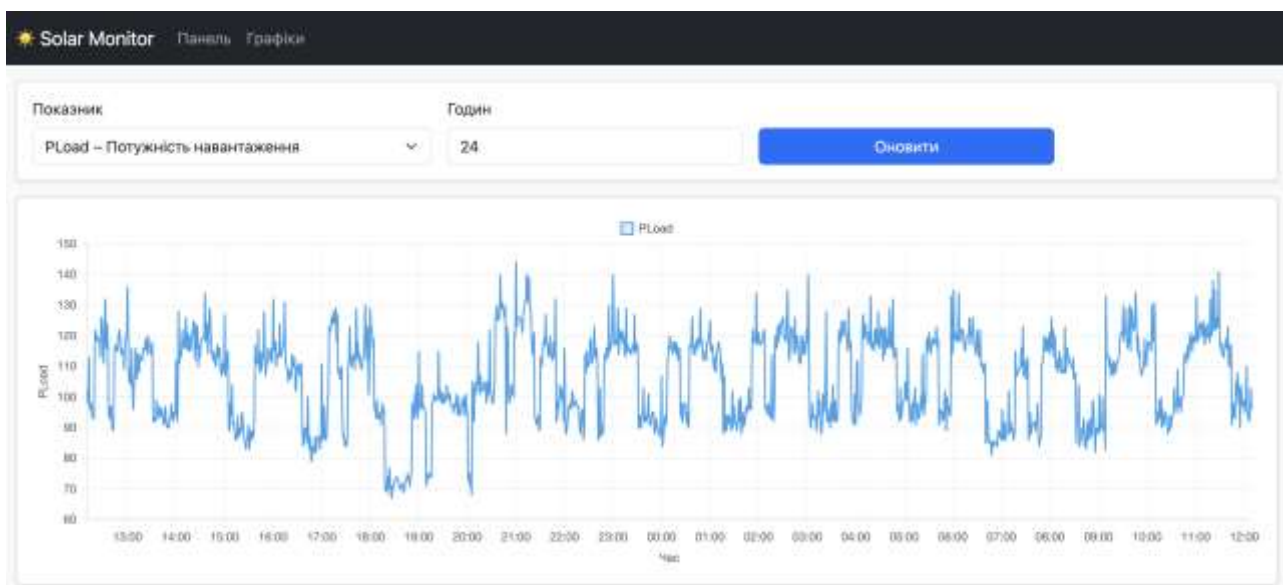 Solar Monitor Панель Графіки
Показник Годин
PLoad – Потужність навантаження 24 Оновити
PLoad
150
140
130
120
110
100
90
80
70
60
PLoad
13:00 14:00 15:00 16:00 17:00 18:00 19:00 20:00 21:00 22:00 23:00 00:00 01:00 02:00 03:00 04:00 05:00 06:00 07:00 08:00 09:00 10:00 11:00 12:00
Час